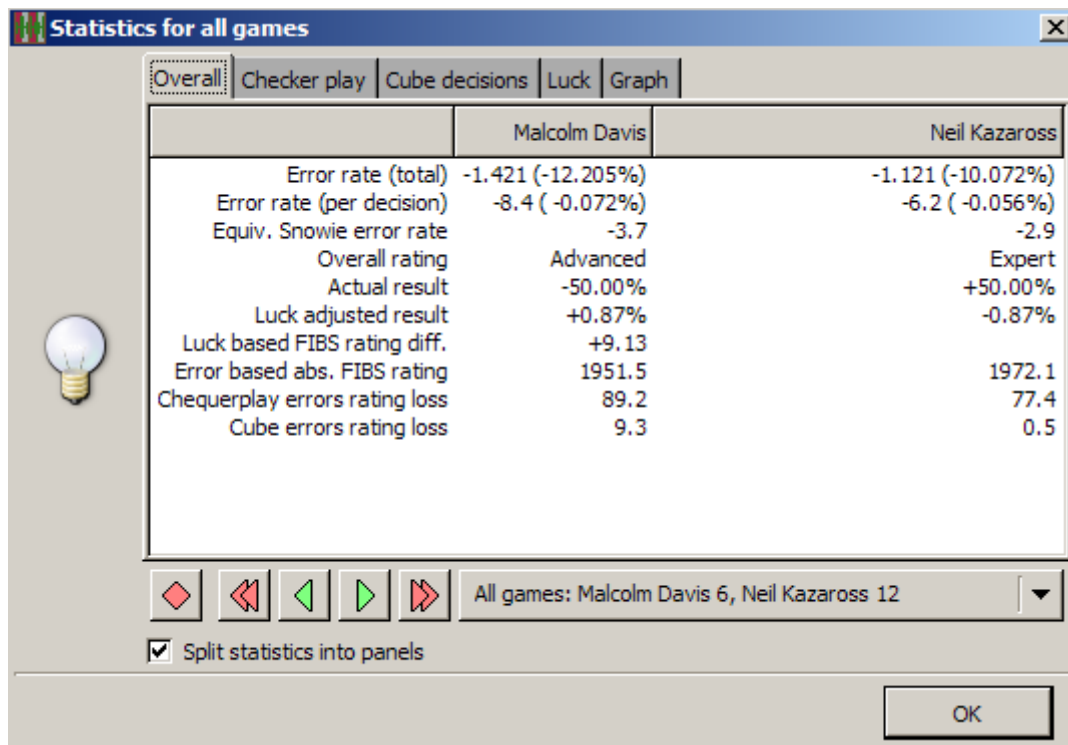 Statistics for all games
Overall Checker play Cube decisions Luck Graph
Malcolm Davis Neil Kazaross
Error rate (total) -1.421 (-12.205%) -1.121 (-10.072%)
Error rate (per decision) -8.4 ( -0.072%) -6.2 ( -0.056%)
Equiv. Snowie error rate -3.7 -2.9
Overall rating Advanced Expert
Actual result -50.00% +50.00%
Luck adjusted result +0.87% -0.87%
Luck based FIBS rating diff. +9.13
Error based abs. FIBS rating 1951.5 1972.1
Chequerplay errors rating loss 89.2 77.4
Cube errors rating loss 9.3 0.5
All games: Malcolm Davis 6, Neil Kazaross 12
Split statistics into panels
OK